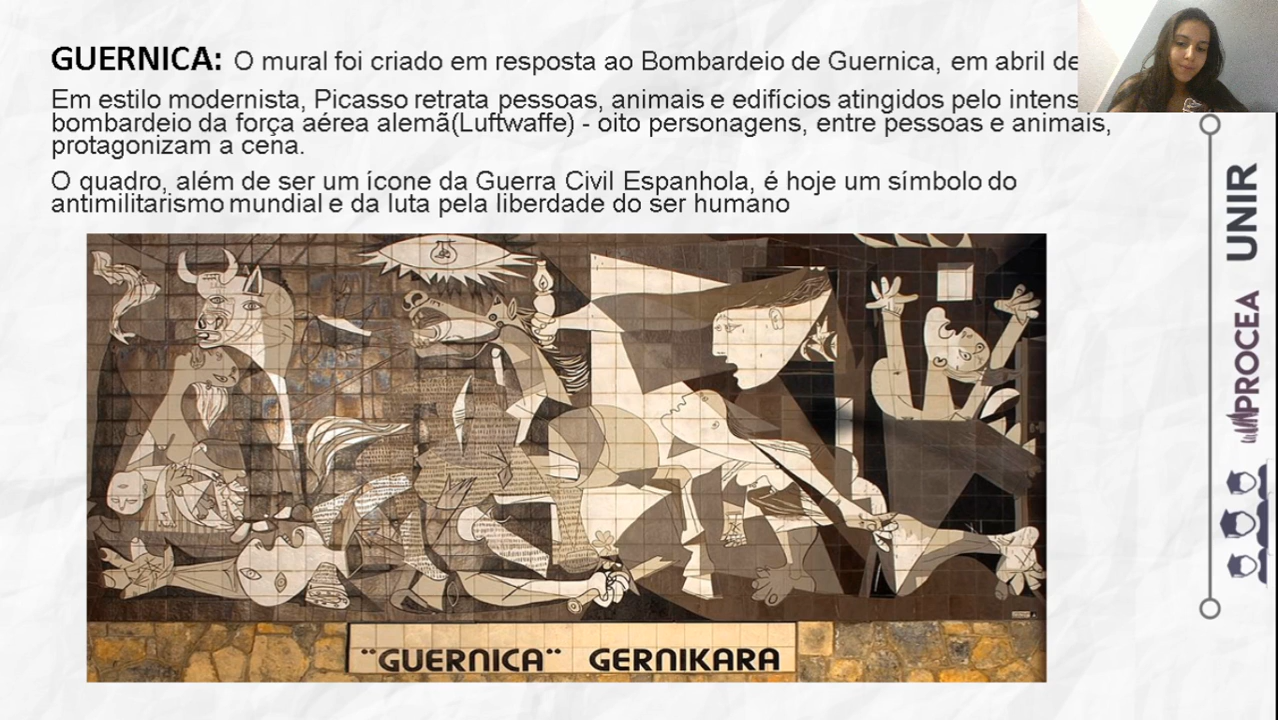 GUERNICA: O mural foi criado em resposta ao Bombardeio de Guernica, em abril de
Em estilo modernista, Picasso retrata pessoas, animais e edifícios atingidos pelo
bombardeio da força aérea alemã(Luftwaffe) - oito personagens, entre pessoas e animais,
protagonizam a cena.
O quadro, além de ser um ícone da Guerra Civil Espanhola, é hoje um símbolo do
antimilitarismo mundial e da luta pela liberdade do ser humano
UNIR
PROCEA
¨GUERNICA¨ GERNIKARA